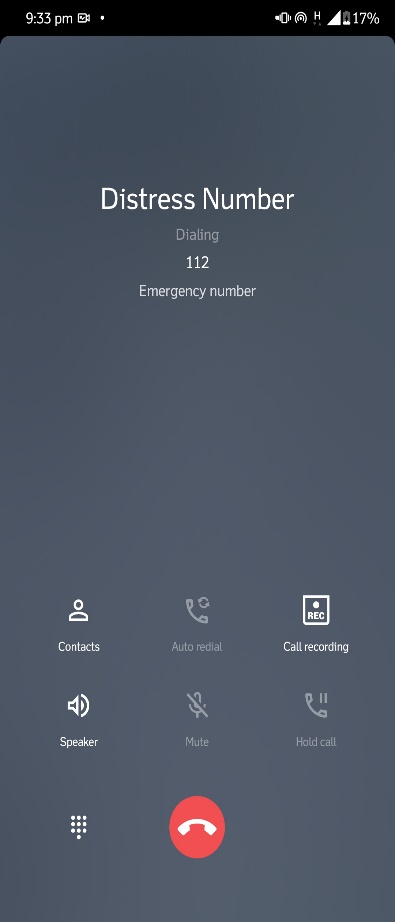 9:33 pm H 17%
Distress Number
Dialing
112
Emergency number
Contacts Auto redial Call recording
REC
Speaker Mute Hold call